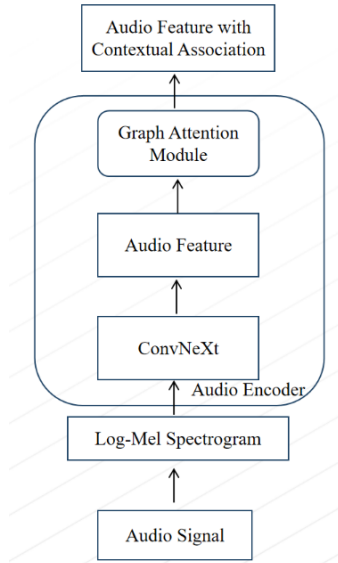 Audio Feature with
Contextual Association
Graph Attention
Module
Audio Feature
ConvNeXt
Audio Encoder
Log-Mel Spectrogram
Audio Signal